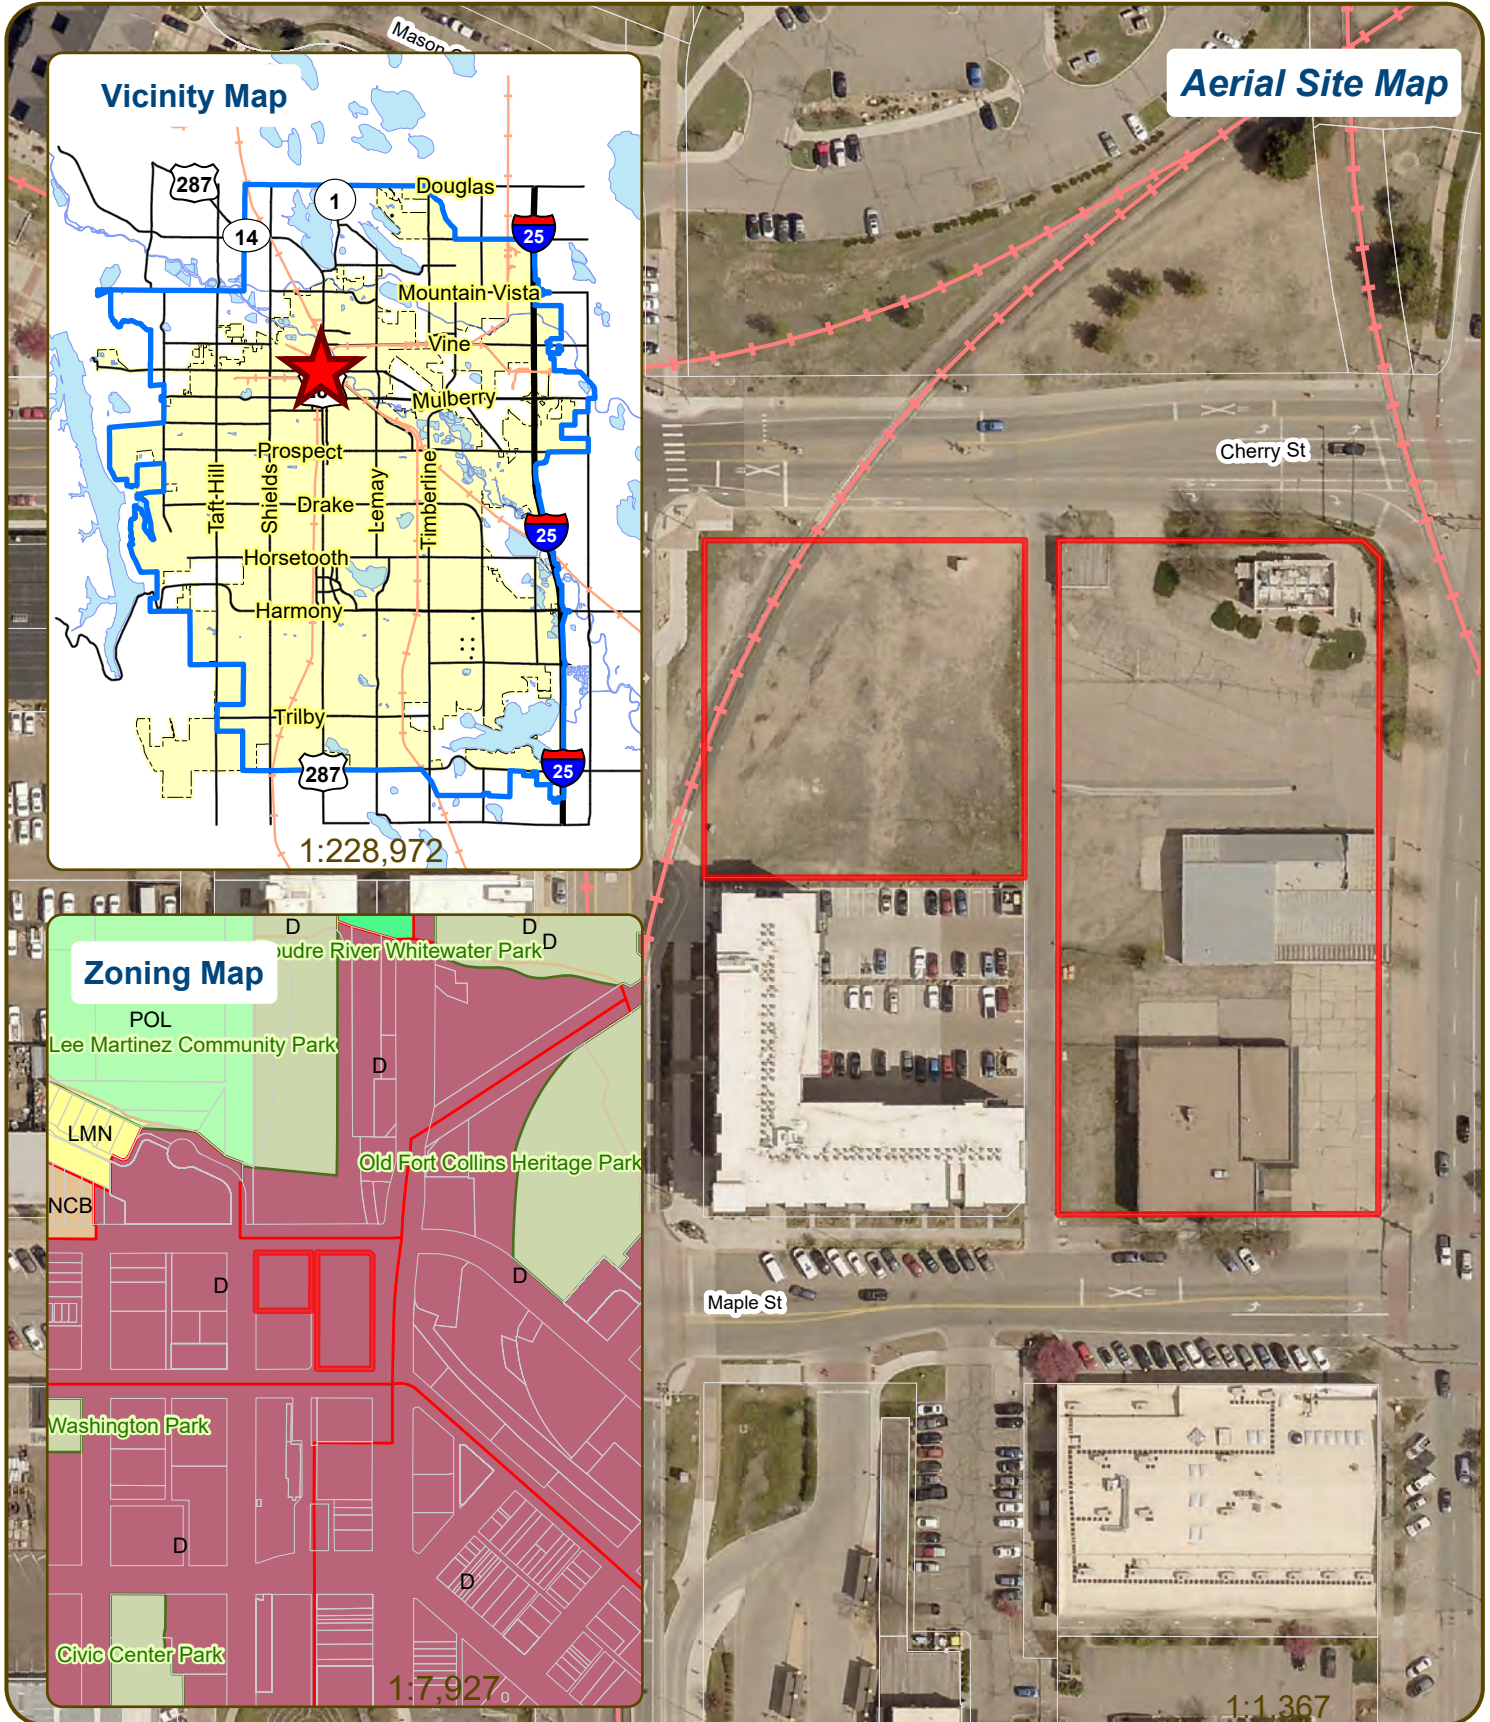 Mason
Aerial Site Map
Vicinity Map
287
1
14
Douglas
25
Mountain-Vista
Vine
Mulberry
Prospect
Taft-Hill
Shields
Drake
Lemay
Timberline
25
Horsetooth
Harmony
Trilby
287
25
1:228,972
Cherry St
Zoning Map
D
D
D
oudre River Whitewater Park
D
POL
Lee Martinez Community Park
D
LMN
Old Fort Collins Heritage Park
NCB
D
D
Maple St
Washington Park
D
D
Civic Center Park
1:7,927
1:1,367